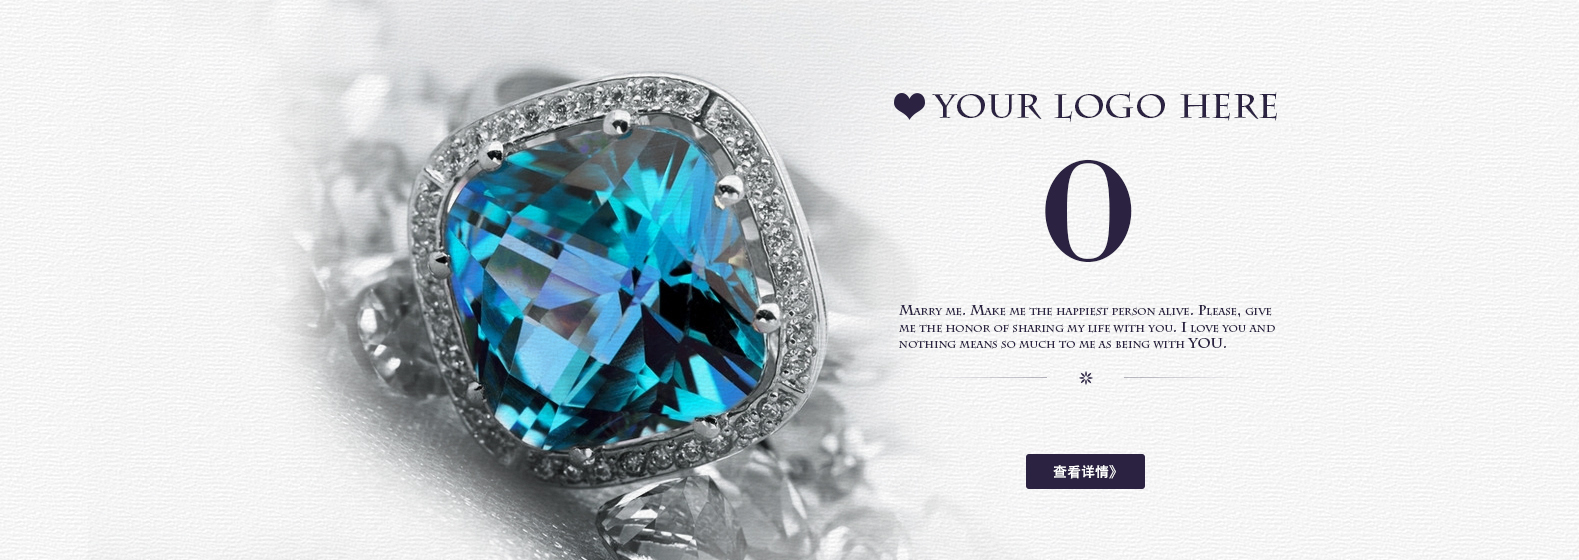 YOUR LOGO HERE
0
Marry me. Make me the happiest person alive. Please, give
me the honor of sharing my life with you. I love you and
nothing means so much to me as being with YOU.
查看详情》